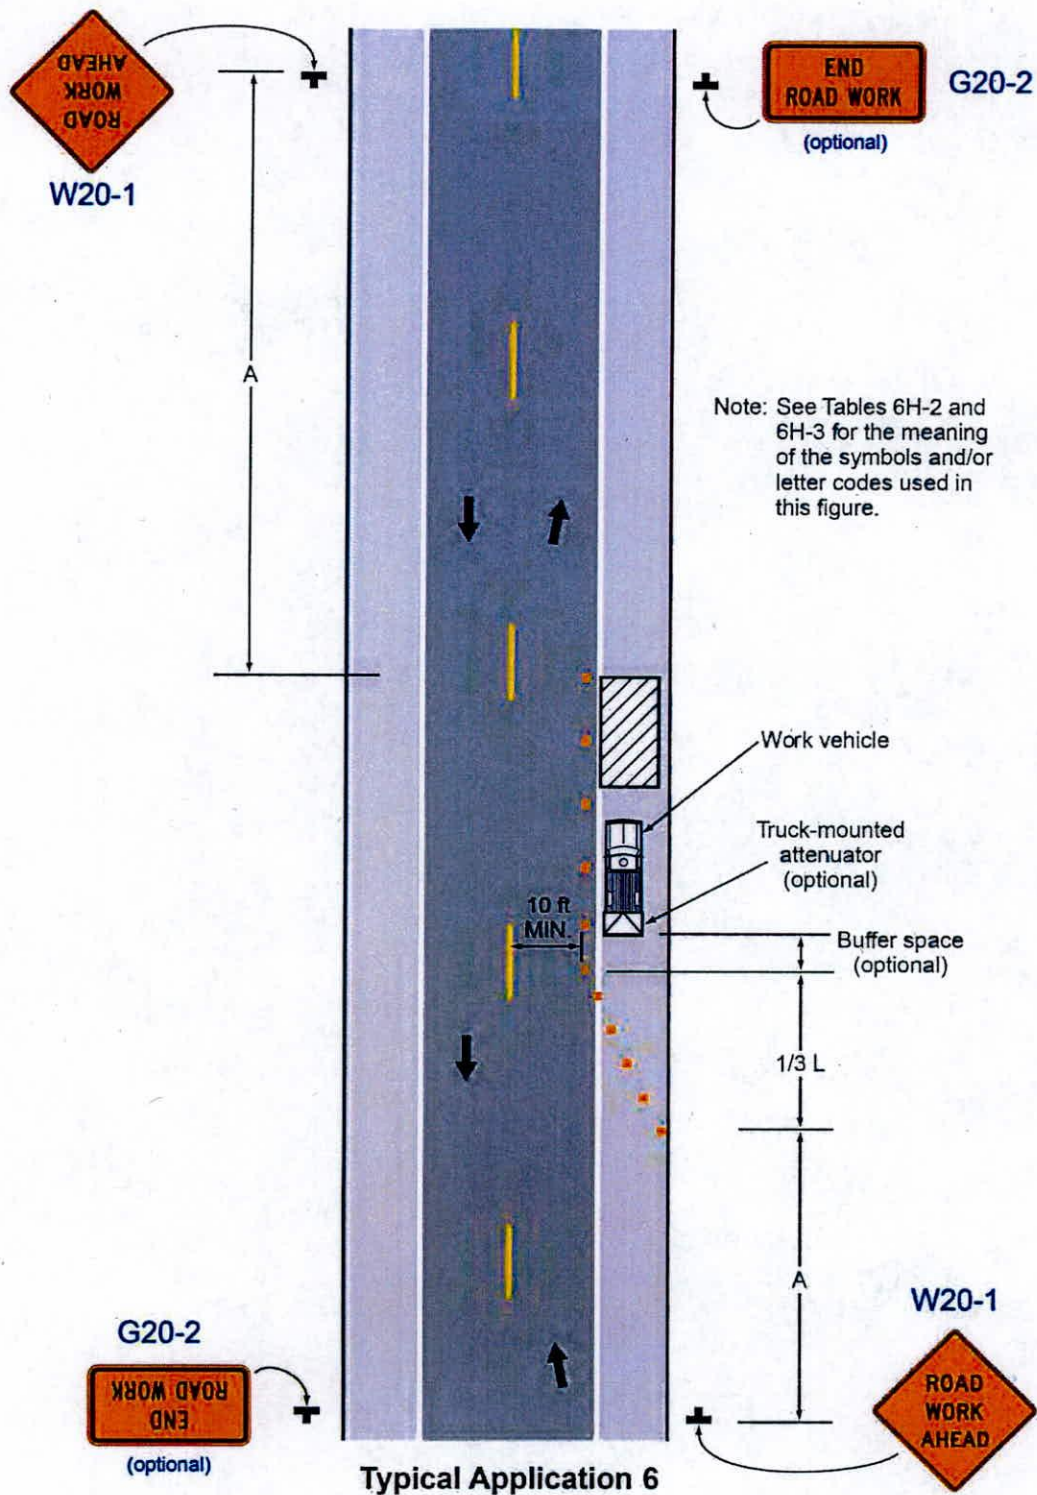 ROAD
WORK
AHEAD
W20-1
END
ROAD WORK
(optional)
G20-2
A
Note: See Tables 6H-2 and
6H-3 for the meaning
of the symbols and/or
letter codes used in
this figure.
Work vehicle
Truck-mounted
attenuator
(optional)
10 ft
MIN.
Buffer space
(optional)
1/3 L
A
W20-1
ROAD
WORK
AHEAD
G20-2
END
ROAD WORK
(optional)
Typical Application 6